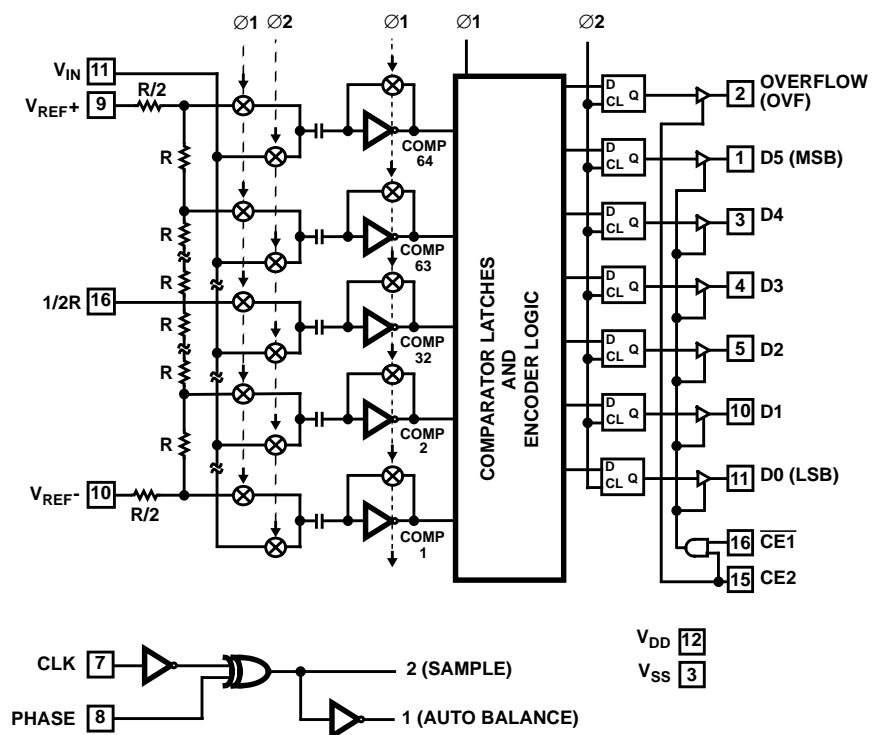 ∅1 ∅2 ∅1 ∅1 ∅2
VIN 11
VREF+ 9 R/2
R
COMP 64
R
COMP 63
R
R
1/2R 16
R
COMP 32
R
R
COMP 2
R
VREF- 10 R/2
COMP 1
COMPARATOR LATCHES
AND
ENCODER LOGIC
D CL Q 2 OVERFLOW
(OVF)
D CL Q 1 D5 (MSB)
D CL Q 3 D4
D CL Q 4 D3
D CL Q 5 D2
D CL Q 10 D1
D CL Q 11 D0 (LSB)
16 CE1
15 CE2
CLK 7
2 (SAMPLE)
PHASE 8
1 (AUTO BALANCE)
VDD 12
VSS 3